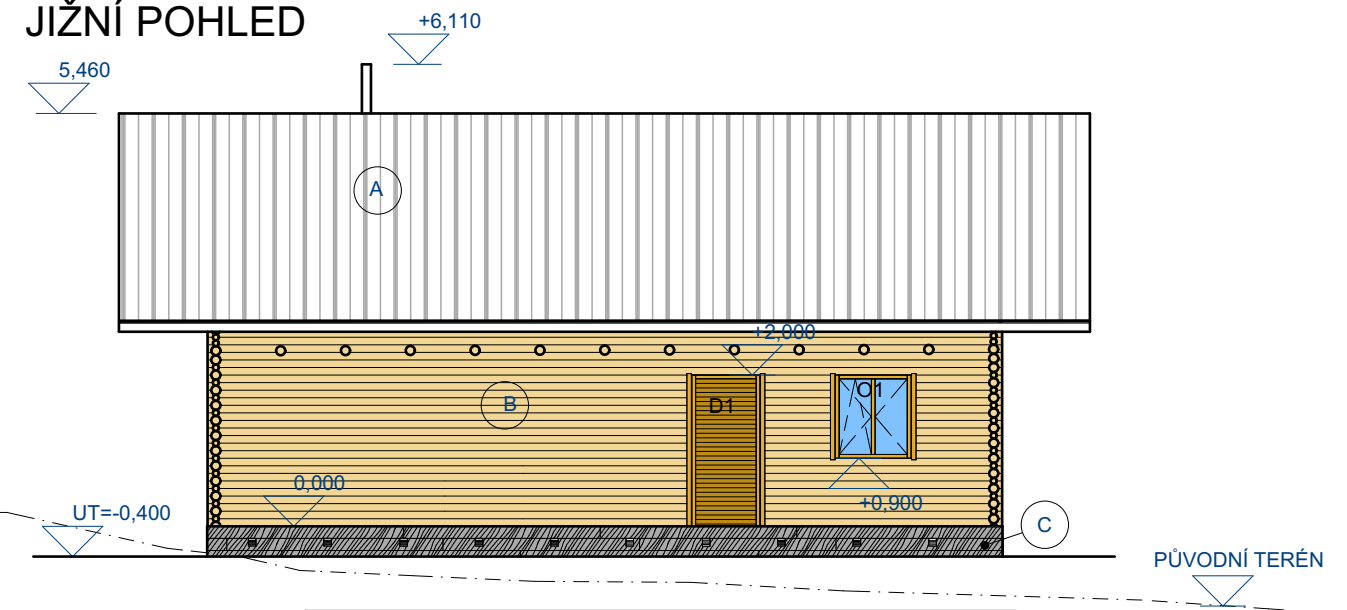 JIŽNÍ POHLED
+6,110
5,460
A
+2,000
B
D1
O1
0,000
+0,900
UT=-0,400
C
PŮVODNÍ TERÉN